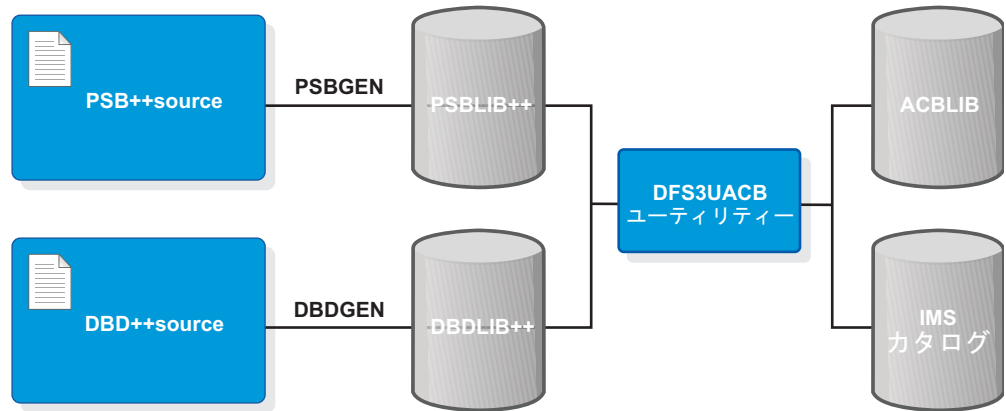 PSB++source
PSBGEN
PSBLIB++
ACBLIB
DFS3UACB
ユーティリティー
DBD++source
DBDGEN
DBDLIB++
IMS
カタログ